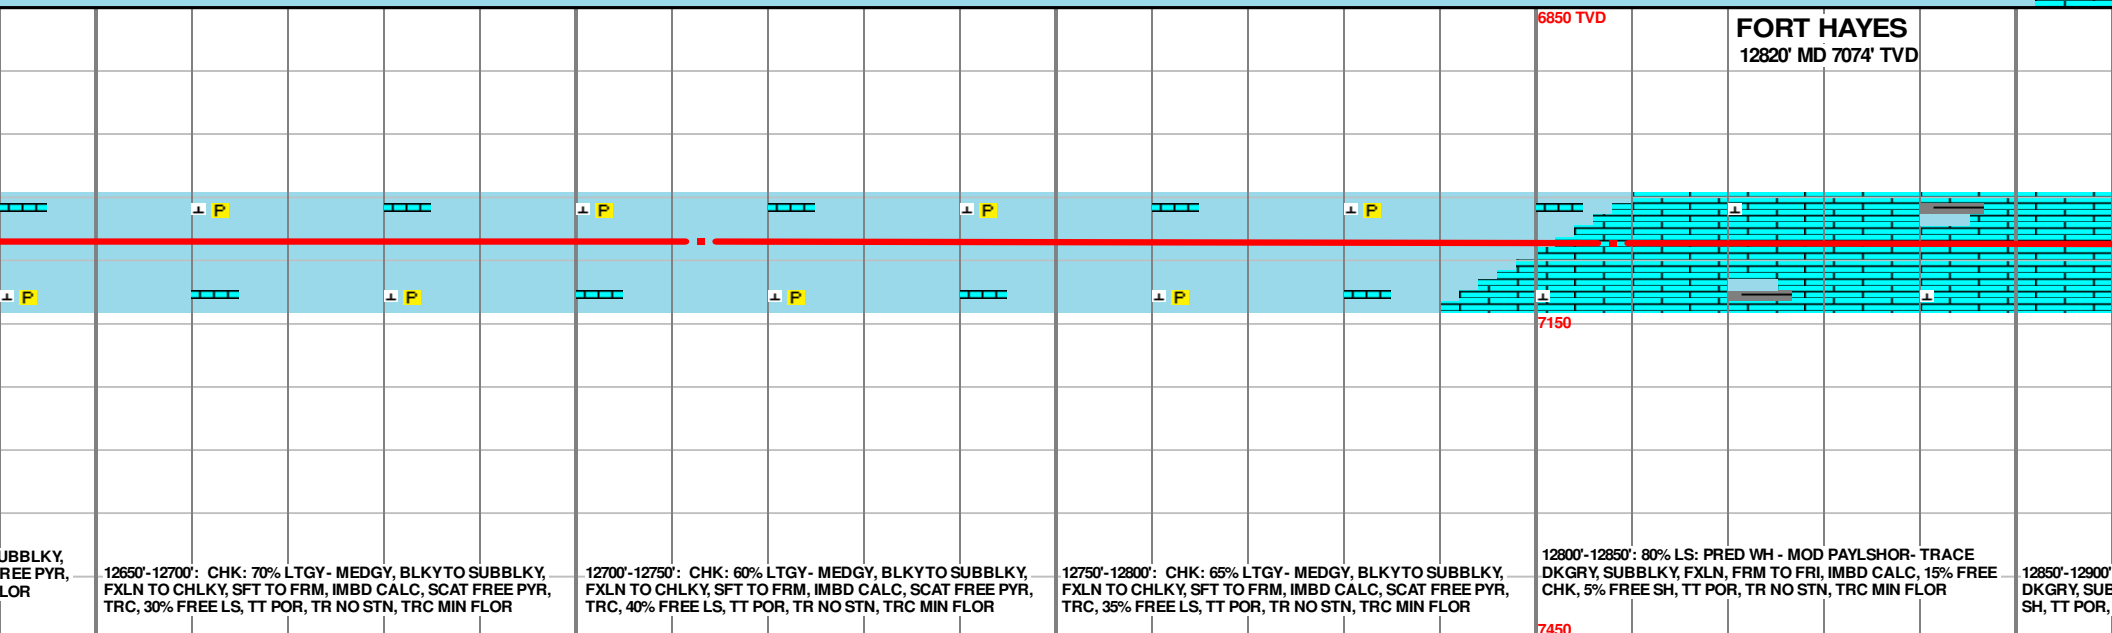 6850 TVD
FORT HAYES
12820' MD 7074' TVD
P P P P
P P P P P
7150
UBBLKY,
REE PYR,
LOR
12650'-12700': CHK: 70% LTGY- MEDGY, BLKYTO SUBBLKY,
FXLN TO CHLKY, SFT TO FRM, IMBD CALC, SCAT FREE PYR,
TRC, 30% FREE LS, TT POR, TR NO STN, TRC MIN FLOR
12700'-12750': CHK: 60% LTGY- MEDGY, BLKYTO SUBBLKY,
FXLN TO CHLKY, SFT TO FRM, IMBD CALC, SCAT FREE PYR,
TRC, 40% FREE LS, TT POR, TR NO STN, TRC MIN FLOR
12750'-12800': CHK: 65% LTGY- MEDGY, BLKYTO SUBBLKY,
FXLN TO CHLKY, SFT TO FRM, IMBD CALC, SCAT FREE PYR,
TRC, 35% FREE LS, TT POR, TR NO STN, TRC MIN FLOR
12800'-12850': 80% LS: PRED WH - MOD PAYLSHOR- TRACE
DKGRY, SUBBLKY, FXLN, FRM TO FRI, IMBD CALC, 15% FREE
CHK, 5% FREE SH, TT POR, TR NO STN, TRC MIN FLOR
12850'-12900'
DKGRY, SUB
SH, TT POR,
7450